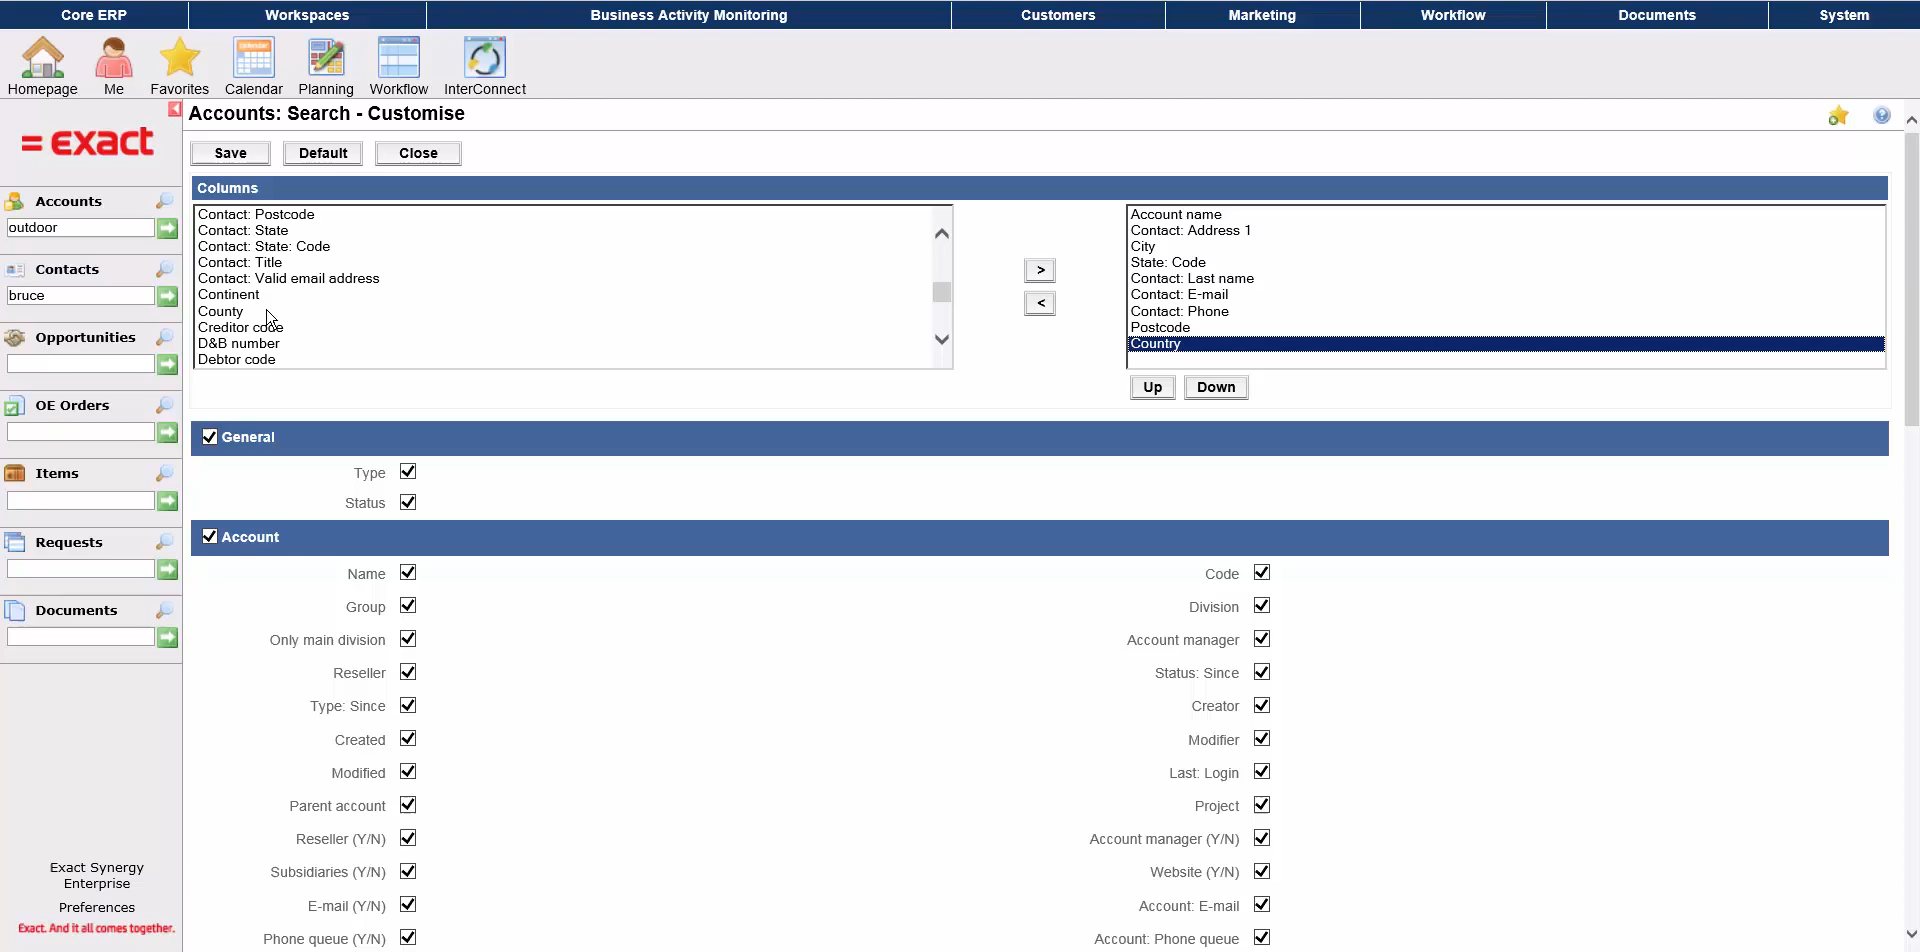 Core ERP Workspaces Business Activity Monitoring Customers Marketing Workflow Documents System
Homepage Me Favorites Calendar Planning Workflow InterConnect
= exact
Accounts
outdoor
Contacts
bruce
Opportunities
OE Orders
Items
Requests
Documents
Exact Synergy
Enterprise
Preferences
Exact. And it all comes together.
Accounts: Search - Customise
Save Default Close
Columns
Contact: Postcode
Contact: State
Contact: State: Code
Contact: Title
Contact: Valid email address
Continent
County
Creditor code
D&B number
Debtor code
>
<
Account name
Contact: Address 1
City
State: Code
Contact: Last name
Contact: E-mail
Contact: Phone
Postcode
Country
Up Down
General
Type
Status
Account
Name Code
Group Division
Only main division Account manager
Reseller Status: Since
Type: Since Creator
Created Modifier
Modified Last: Login
Parent account Project
Reseller (Y/N) Account manager (Y/N)
Subsidiaries (Y/N) Website (Y/N)
E-mail (Y/N) Account: E-mail
Phone queue (Y/N) Account: Phone queue